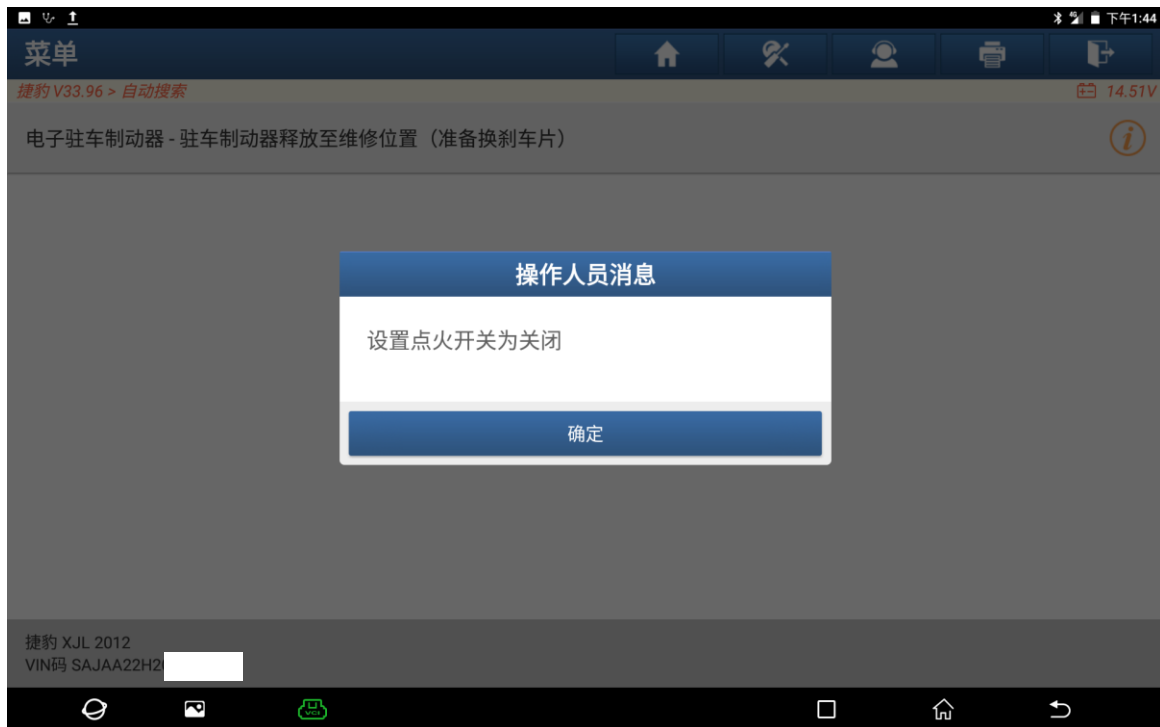 下午1:44
菜单
捷豹 V33.96 > 自动搜索
14.51V
电子驻车制动器 - 驻车制动器释放至维修位置（准备换刹车片）
操作人员消息
设置点火开关为关闭
确定
捷豹 XJL 2012
VIN码 SAJAA22H2
VCI